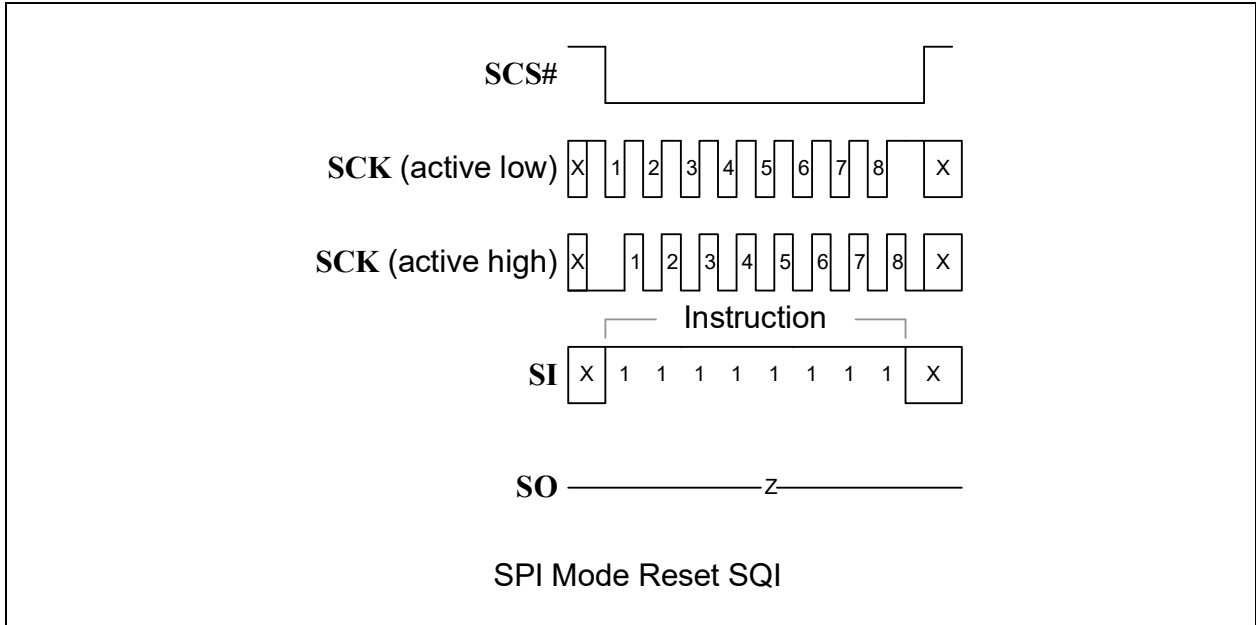 SCS#
SCK (active low) X 1 2 3 4 5 6 7 8 X
SCK (active high) X 1 2 3 4 5 6 7 8 X
Instruction
SI X 1 1 1 1 1 1 1 1 X
SO Z
SPI Mode Reset SQI